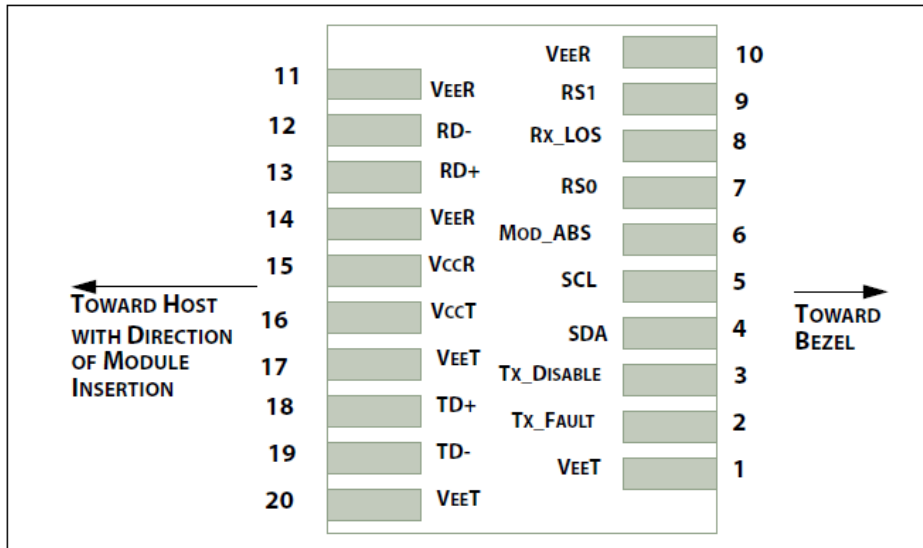 11 VEER
12 RD-
13 RD+
14 VEER
15 VCCR
16 VCCT
17 VEET
18 TD+
19 TD-
20 VEET
VEER 10
RS1 9
RX_LOS 8
RS0 7
MOD_ABS 6
SCL 5
SDA 4
TX_DISABLE 3
TX_FAULT 2
VEET 1
TOWARD HOST
WITH DIRECTION
OF MODULE
INSERTION
TOWARD
BEZEL